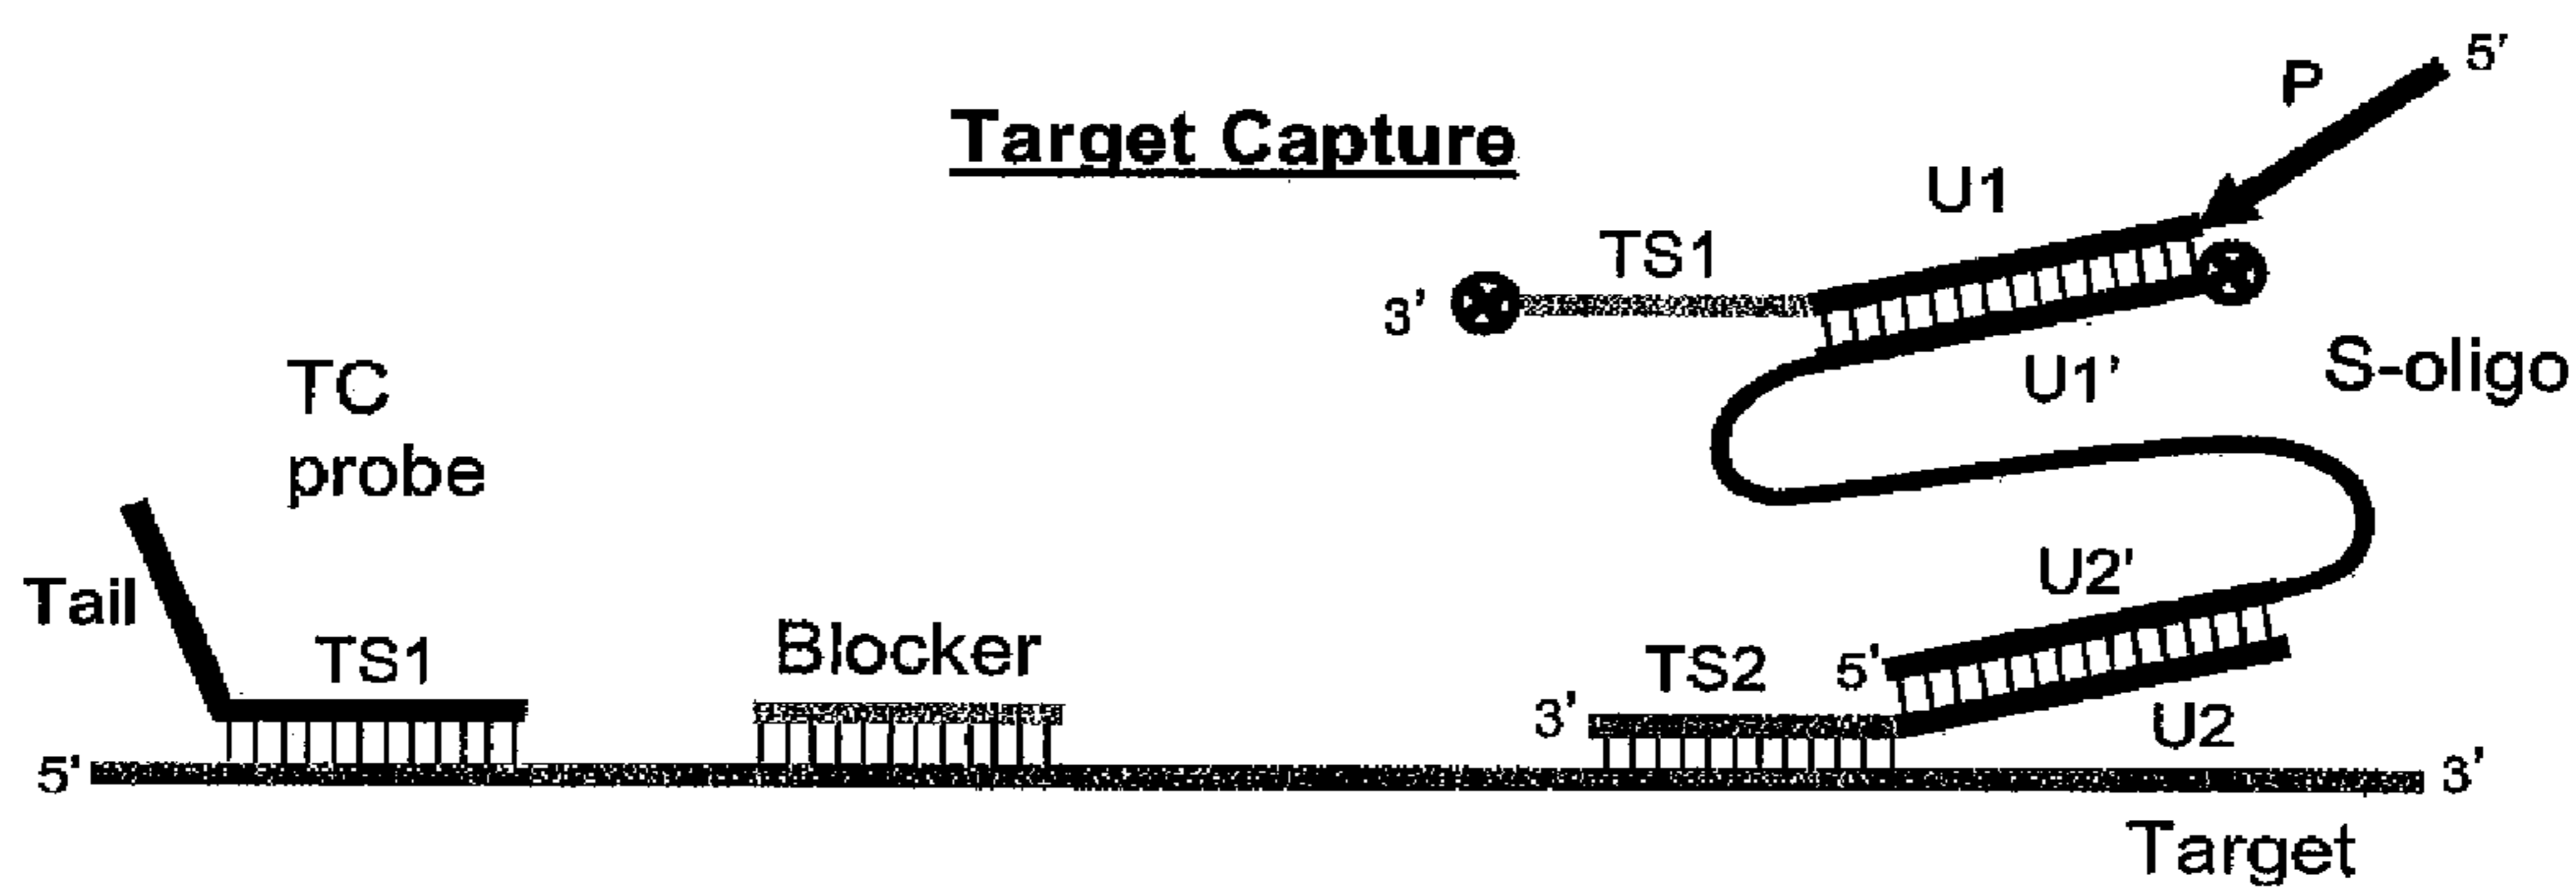 Target Capture
P
5'
U1
TS1
3'
U1'
S-oligo
TC
probe
Tail
TS1
Blocker
U2'
TS2
5'
3'
U2
5'
3'
Target